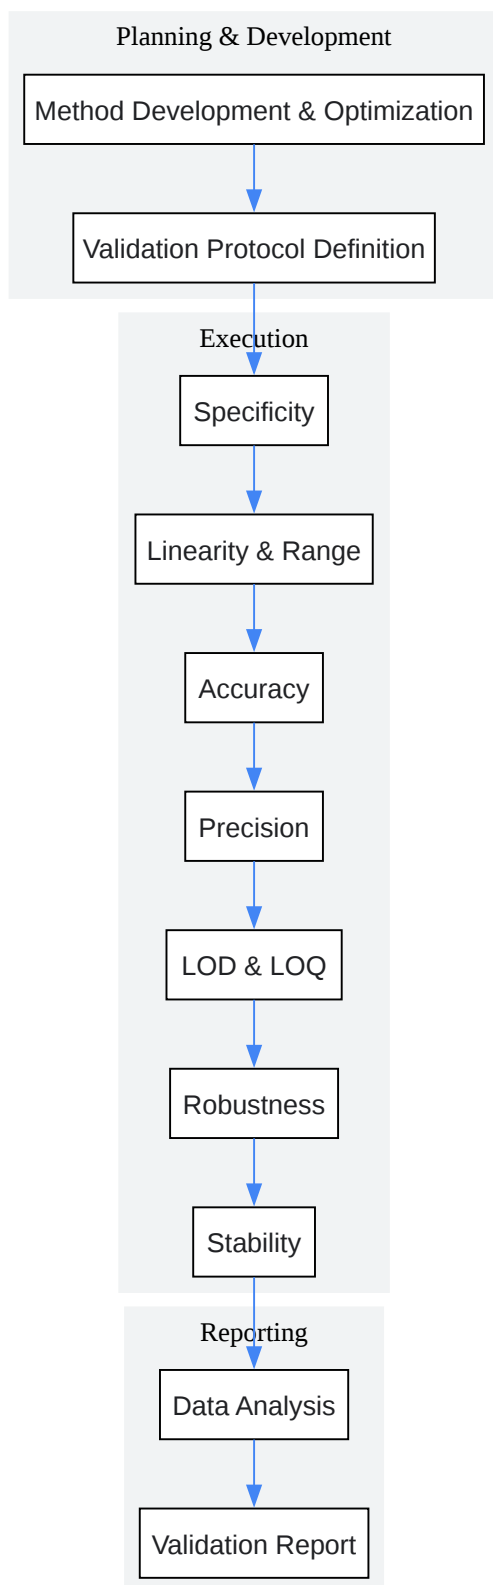 Planning & Development
Method Development & Optimization
Validation Protocol Definition
Execution
Specificity
Linearity & Range
Accuracy
Precision
LOD & LOQ
Robustness
Stability
Reporting
Data Analysis
Validation Report